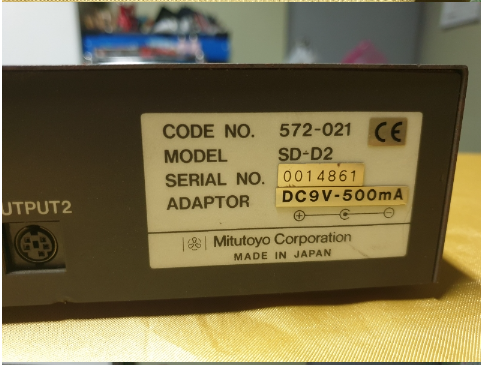 CODE NO. 572-021 CE
MODEL SD-D2
SERIAL NO. 0014861
ADAPTOR DC9V-500mA
UTPUT2
Mitutoyo Corporation
MADE IN JAPAN